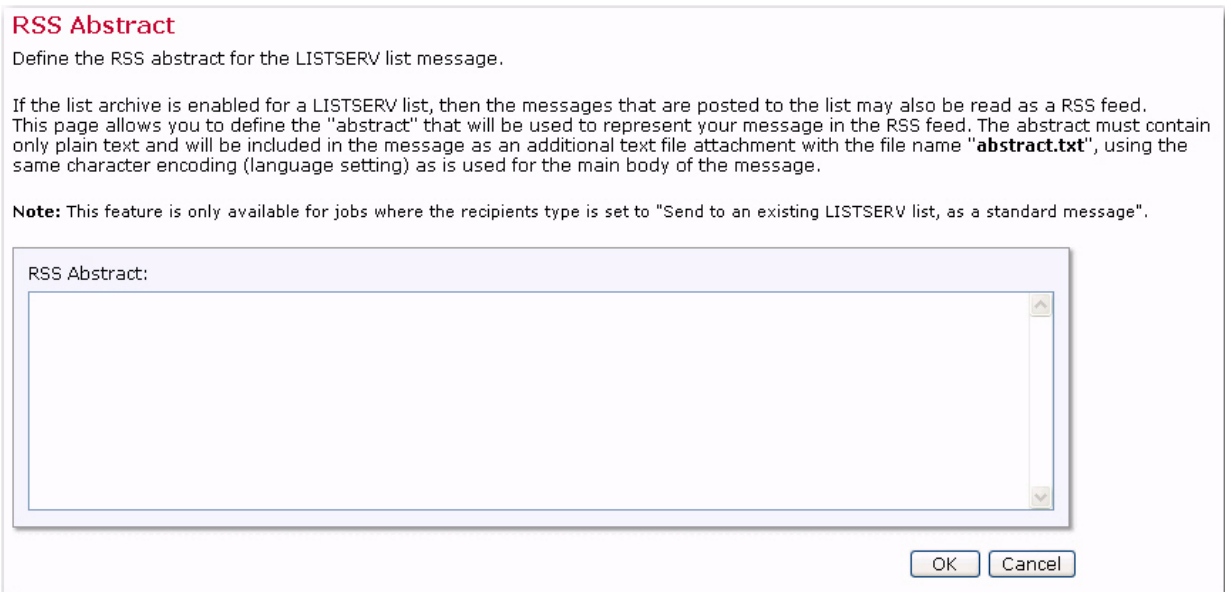 RSS Abstract
Define the RSS abstract for the LISTSERV list message.
If the list archive is enabled for a LISTSERV list, then the messages that are posted to the list may also be read as a RSS feed.
This page allows you to define the "abstract" that will be used to represent your message in the RSS feed. The abstract must contain
only plain text and will be included in the message as an additional text file attachment with the file name "abstract.txt", using the
same character encoding (language setting) as is used for the main body of the message.
Note: This feature is only available for jobs where the recipients type is set to "Send to an existing LISTSERV list, as a standard message".
RSS Abstract:
OK Cancel